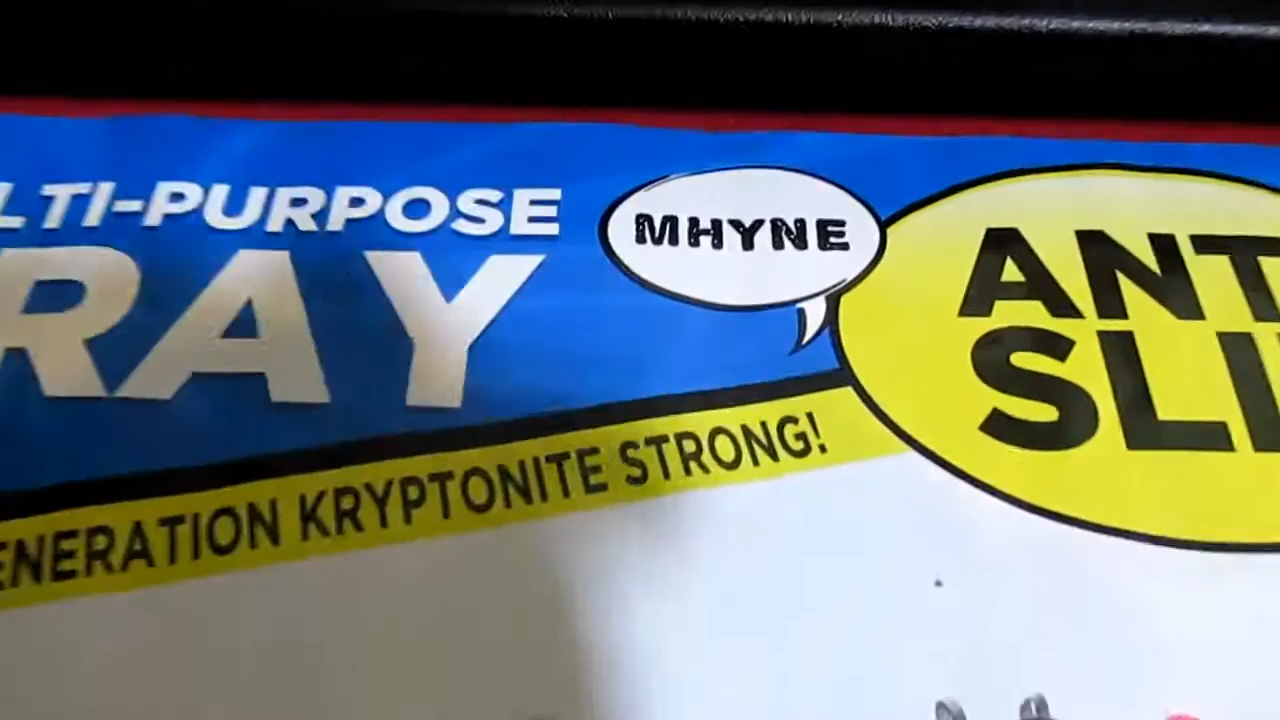 LTI-PURPOSE
RAY
MHYNE
ANT
SLI
ENERATION KRYPTONITE STRONG!